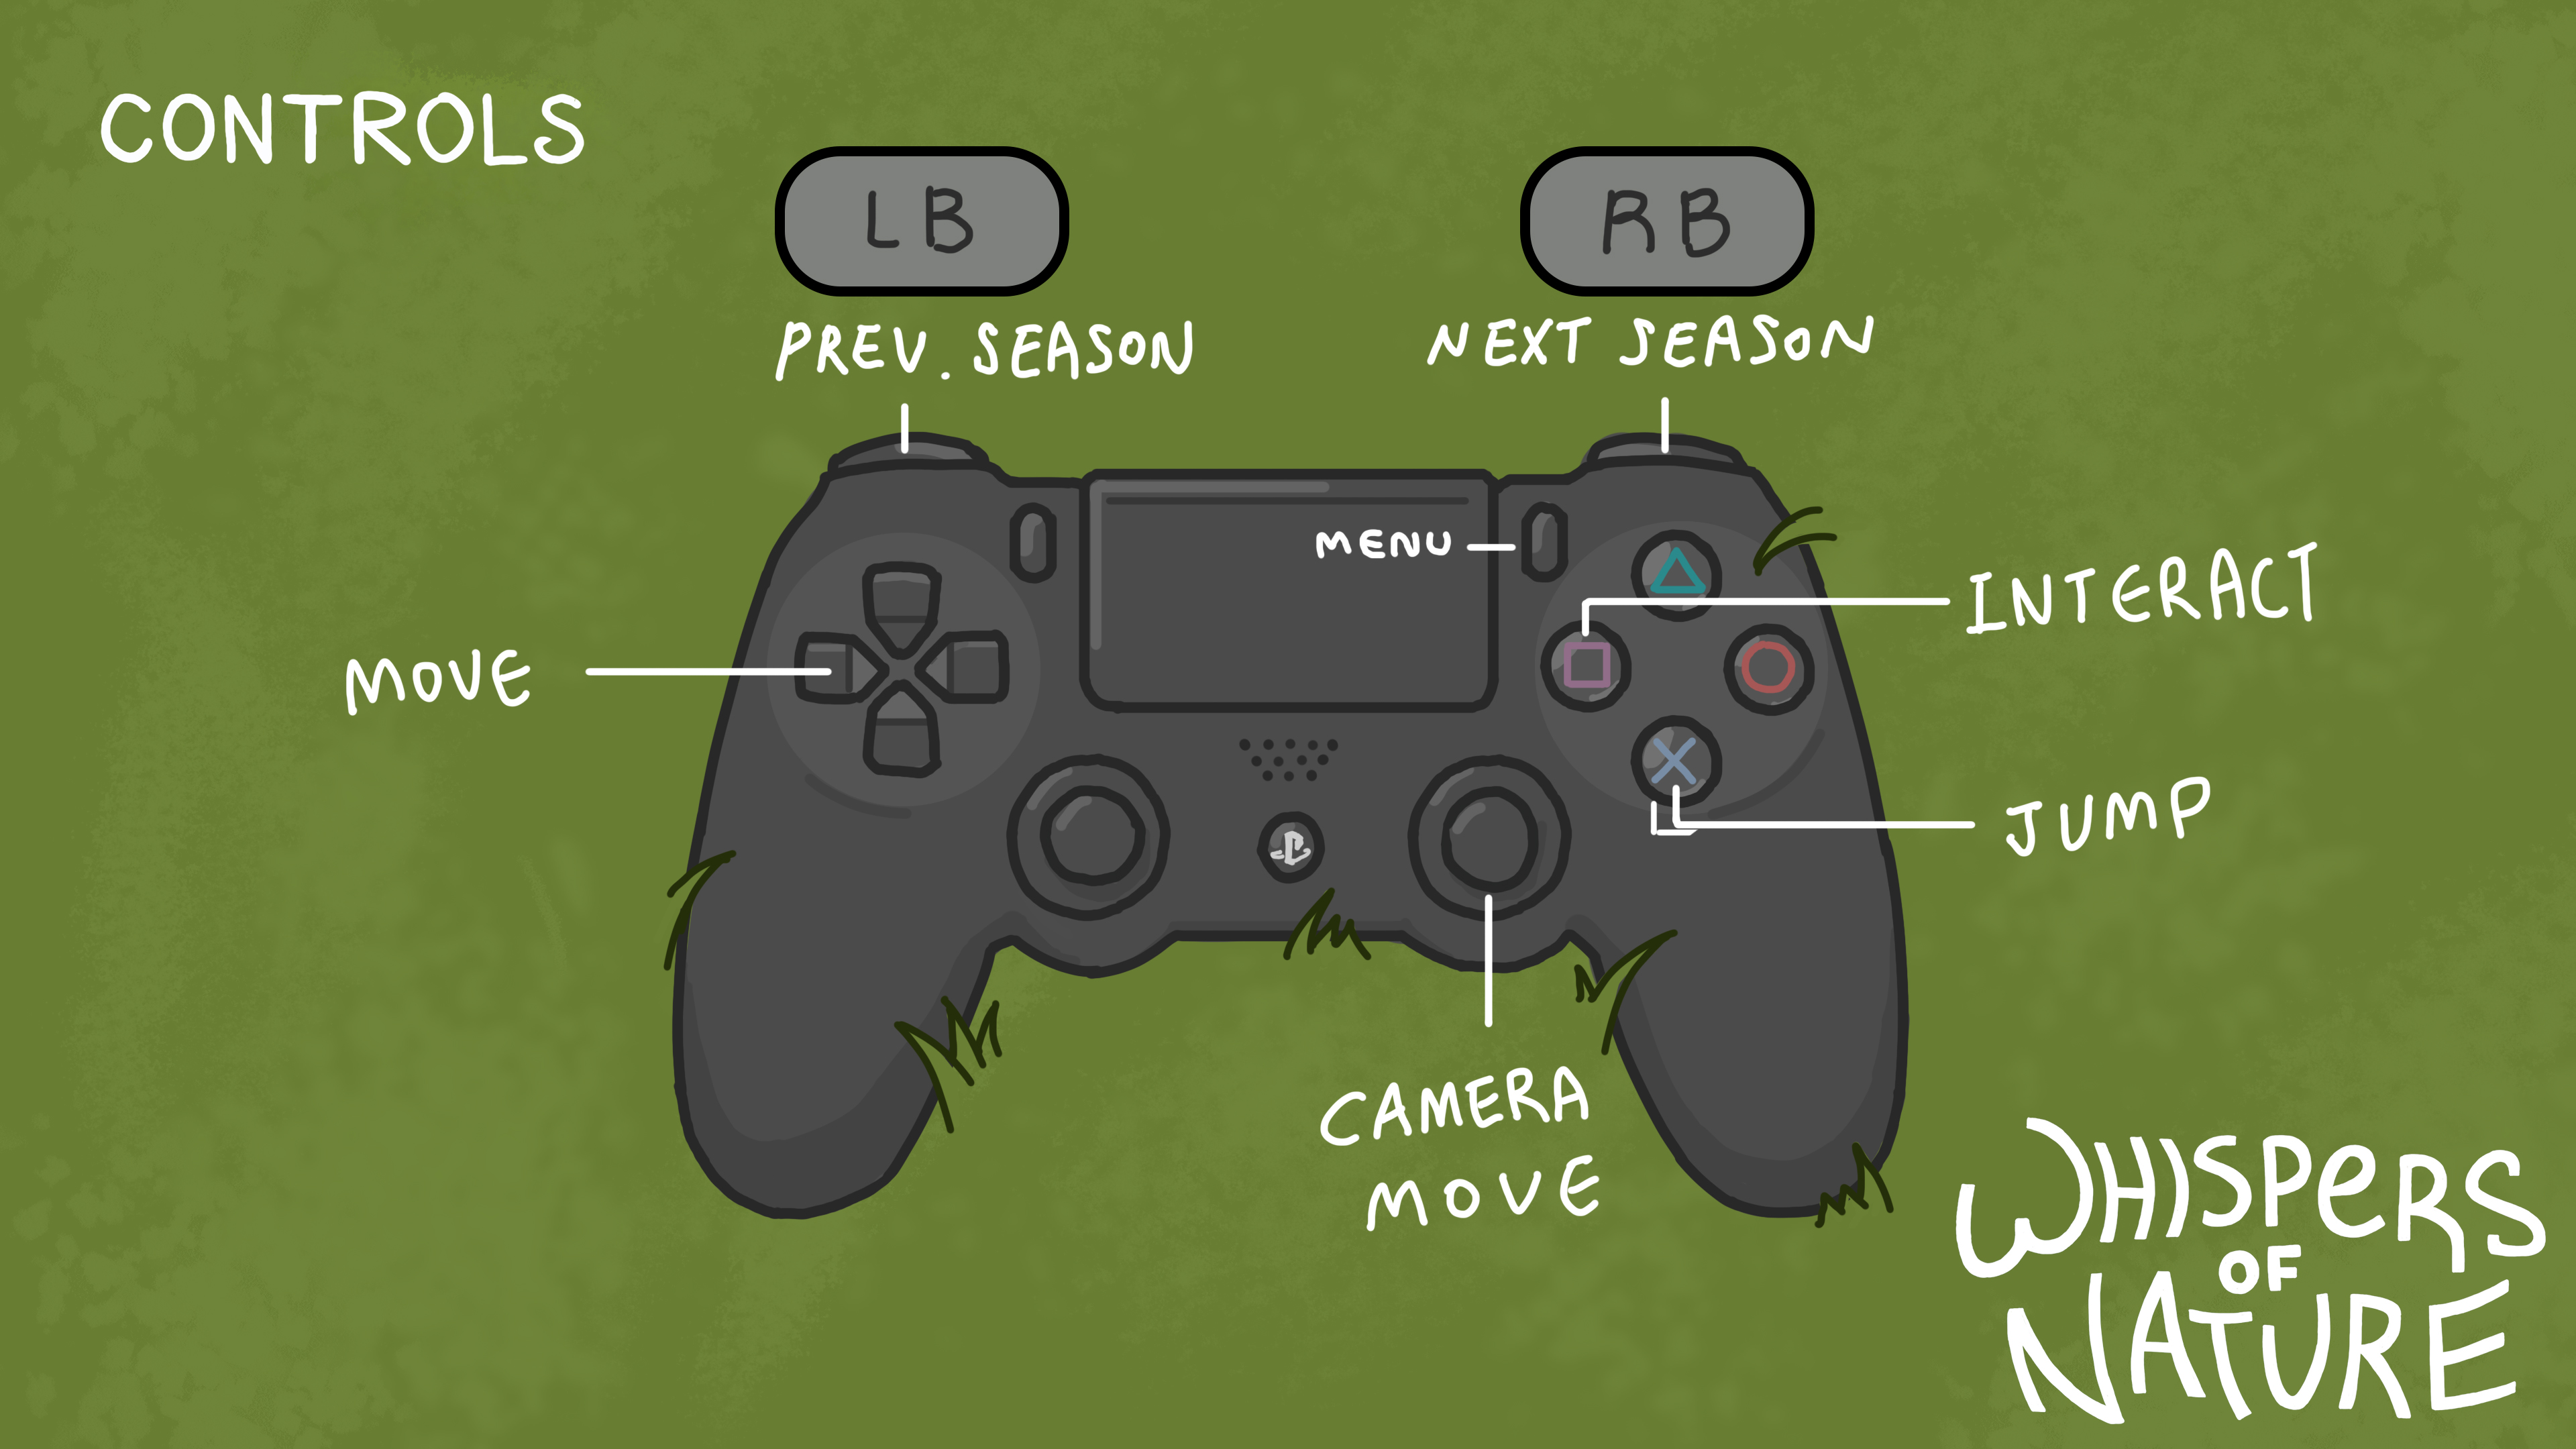 CONTROLS
LB
RB
PREV. SEASON
NEXT SEASON
MENU
INTERACT
MOVE
JUMP
CAMERA
MOVE
WHISPeRS
OF
NATURE